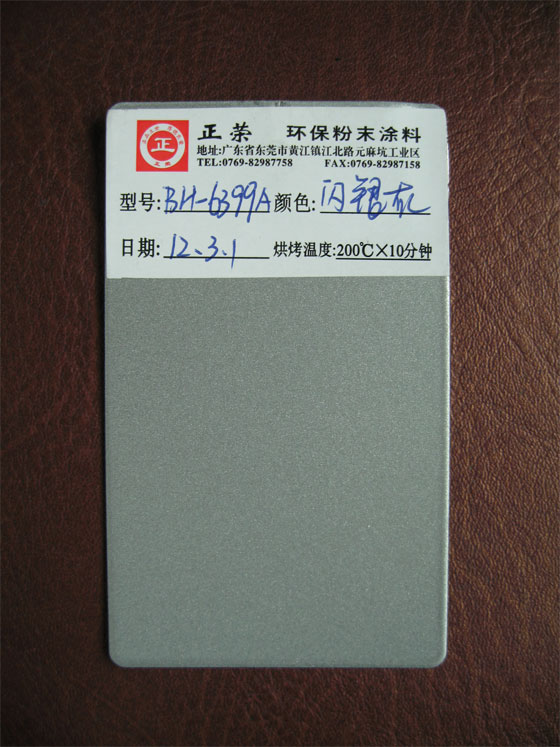 正
正荣 环保粉末涂料
地址:广东省东莞市黄江镇江北路元麻坑工业区
TEL:0769-82987758 FAX:0769-82987158
型号:BH-6399A 颜色:闪银灰
日期:12.3.1 烘烤温度:200℃×10分钟